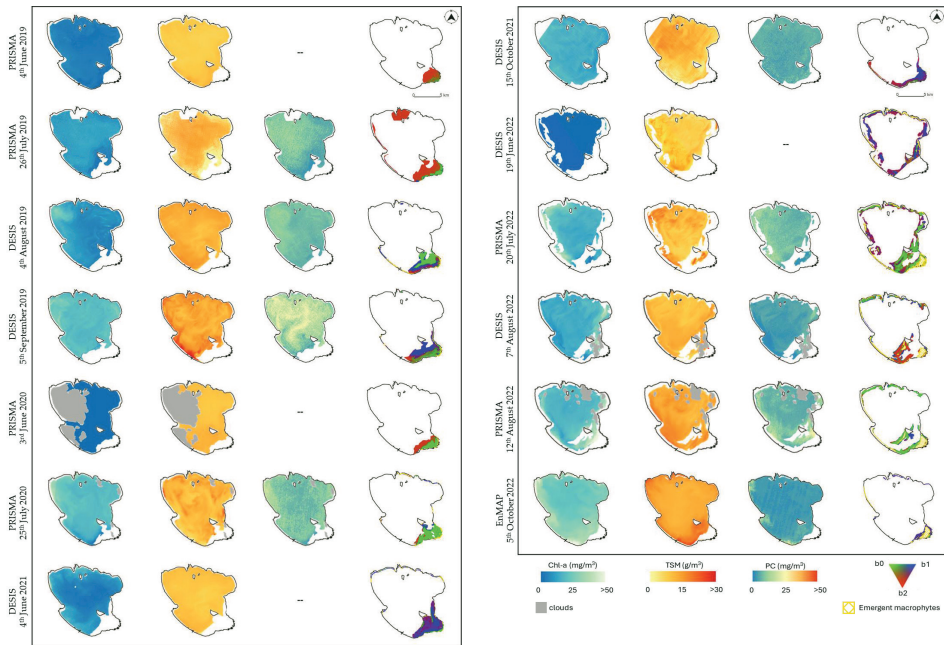 PRISMA
4th June 2019
--
0 5 km
PRISMA
26th July 2019
DESIS
4th August 2019
DESIS
5th September 2019
PRISMA
3rd June 2020
PRISMA
25th July 2020
DESIS
4th June 2021
--
DESIS
15th October 2021
0 5 km
DESIS
19th June 2022
--
PRISMA
20th July 2022
DESIS
7th August 2022
PRISMA
12th August 2022
EnMAP
5th October 2022
Chl-a (mg/m³) TSM (g/m³) PC (mg/m³)
0 25 >50 0 15 >30 0 25 >50
b0 b1
b2
clouds
Emergent macrophytes